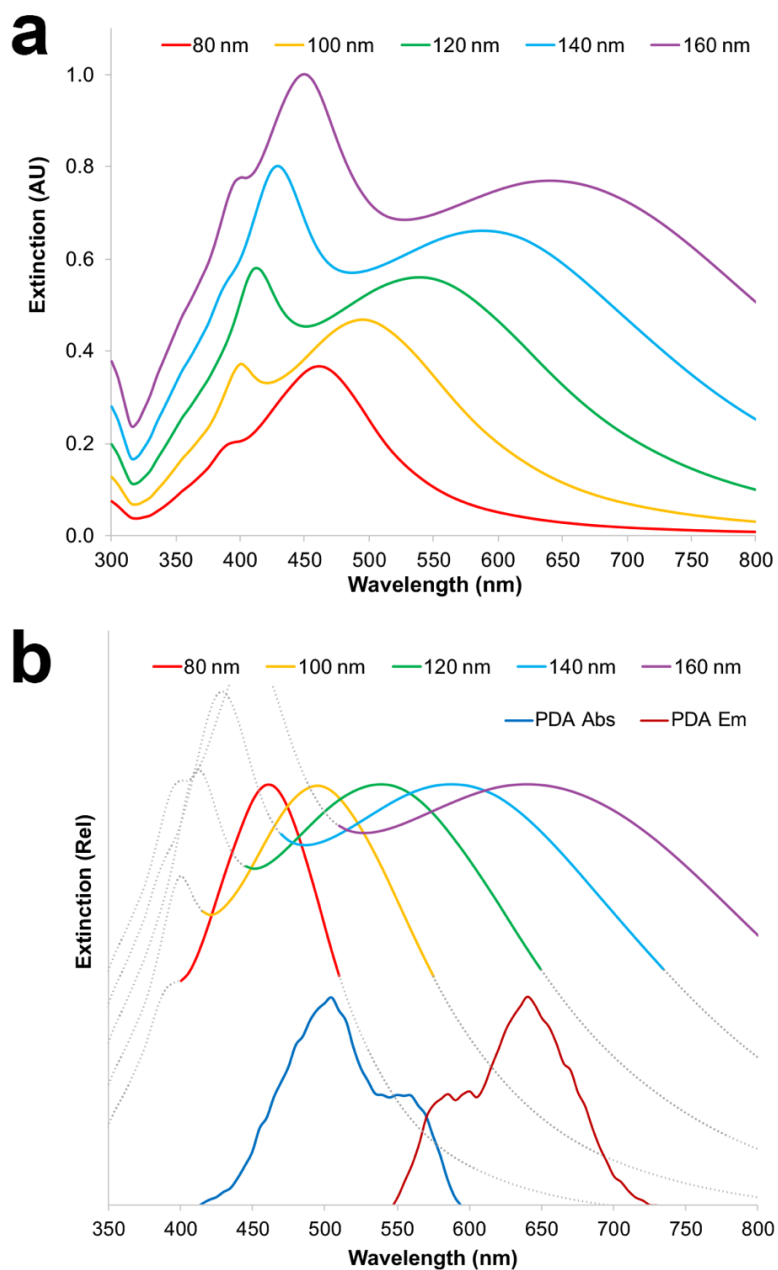 a
80 nm 100 nm 120 nm 140 nm 160 nm
1.0
0.8
0.6
0.4
0.2
0.0
Extinction (AU)
300 350 400 450 500 550 600 650 700 750 800
Wavelength (nm)
b
80 nm 100 nm 120 nm 140 nm 160 nm
PDA Abs PDA Em
Extinction (Rel)
350 400 450 500 550 600 650 700 750 800
Wavelength (nm)